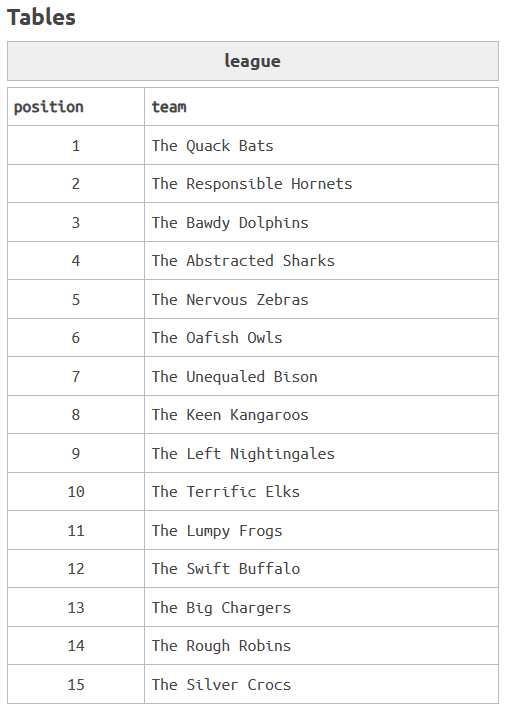 Tables
league
position team
1 The Quack Bats
2 The Responsible Hornets
3 The Bawdy Dolphins
4 The Abstracted Sharks
5 The Nervous Zebras
6 The Oafish Owls
7 The Unequaled Bison
8 The Keen Kangaroos
9 The Left Nightingales
10 The Terrific Elks
11 The Lumpy Frogs
12 The Swift Buffalo
13 The Big Chargers
14 The Rough Robins
15 The Silver Crocs